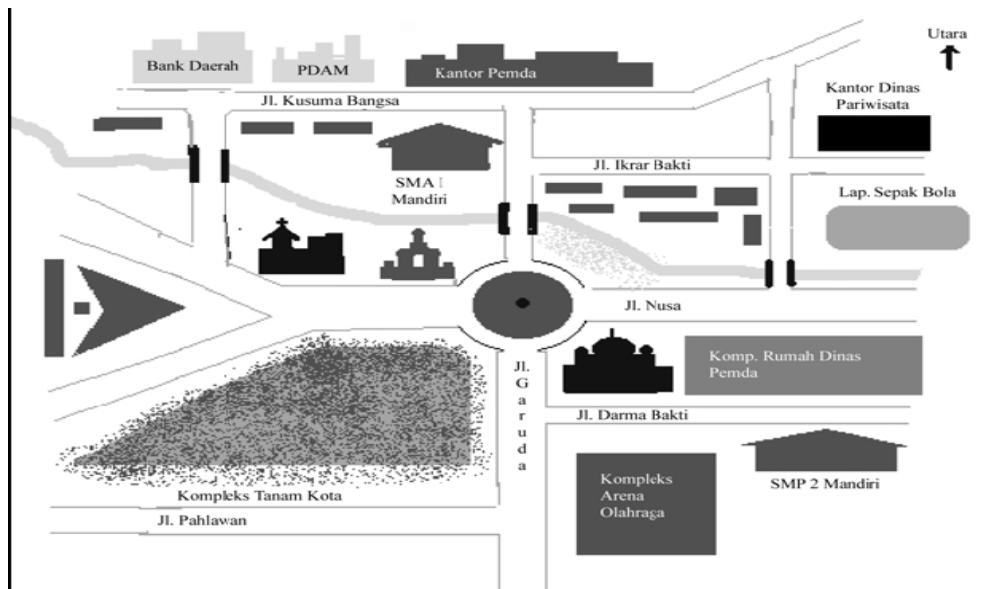 Utara
Bank Daerah
PDAM
Kantor Pemda
Kantor Dinas
Pariwisata
Jl. Kusuma Bangsa
Jl. Ikrar Bakti
SMA I
Mandiri
Lap. Sepak Bola
Jl. Nusa
Komp. Rumah Dinas
Pemda
Jl. Garuda
Jl. Darma Bakti
Kompleks
Arena
Olahraga
SMP 2 Mandiri
Kompleks Tanam Kota
Jl. Pahlawan